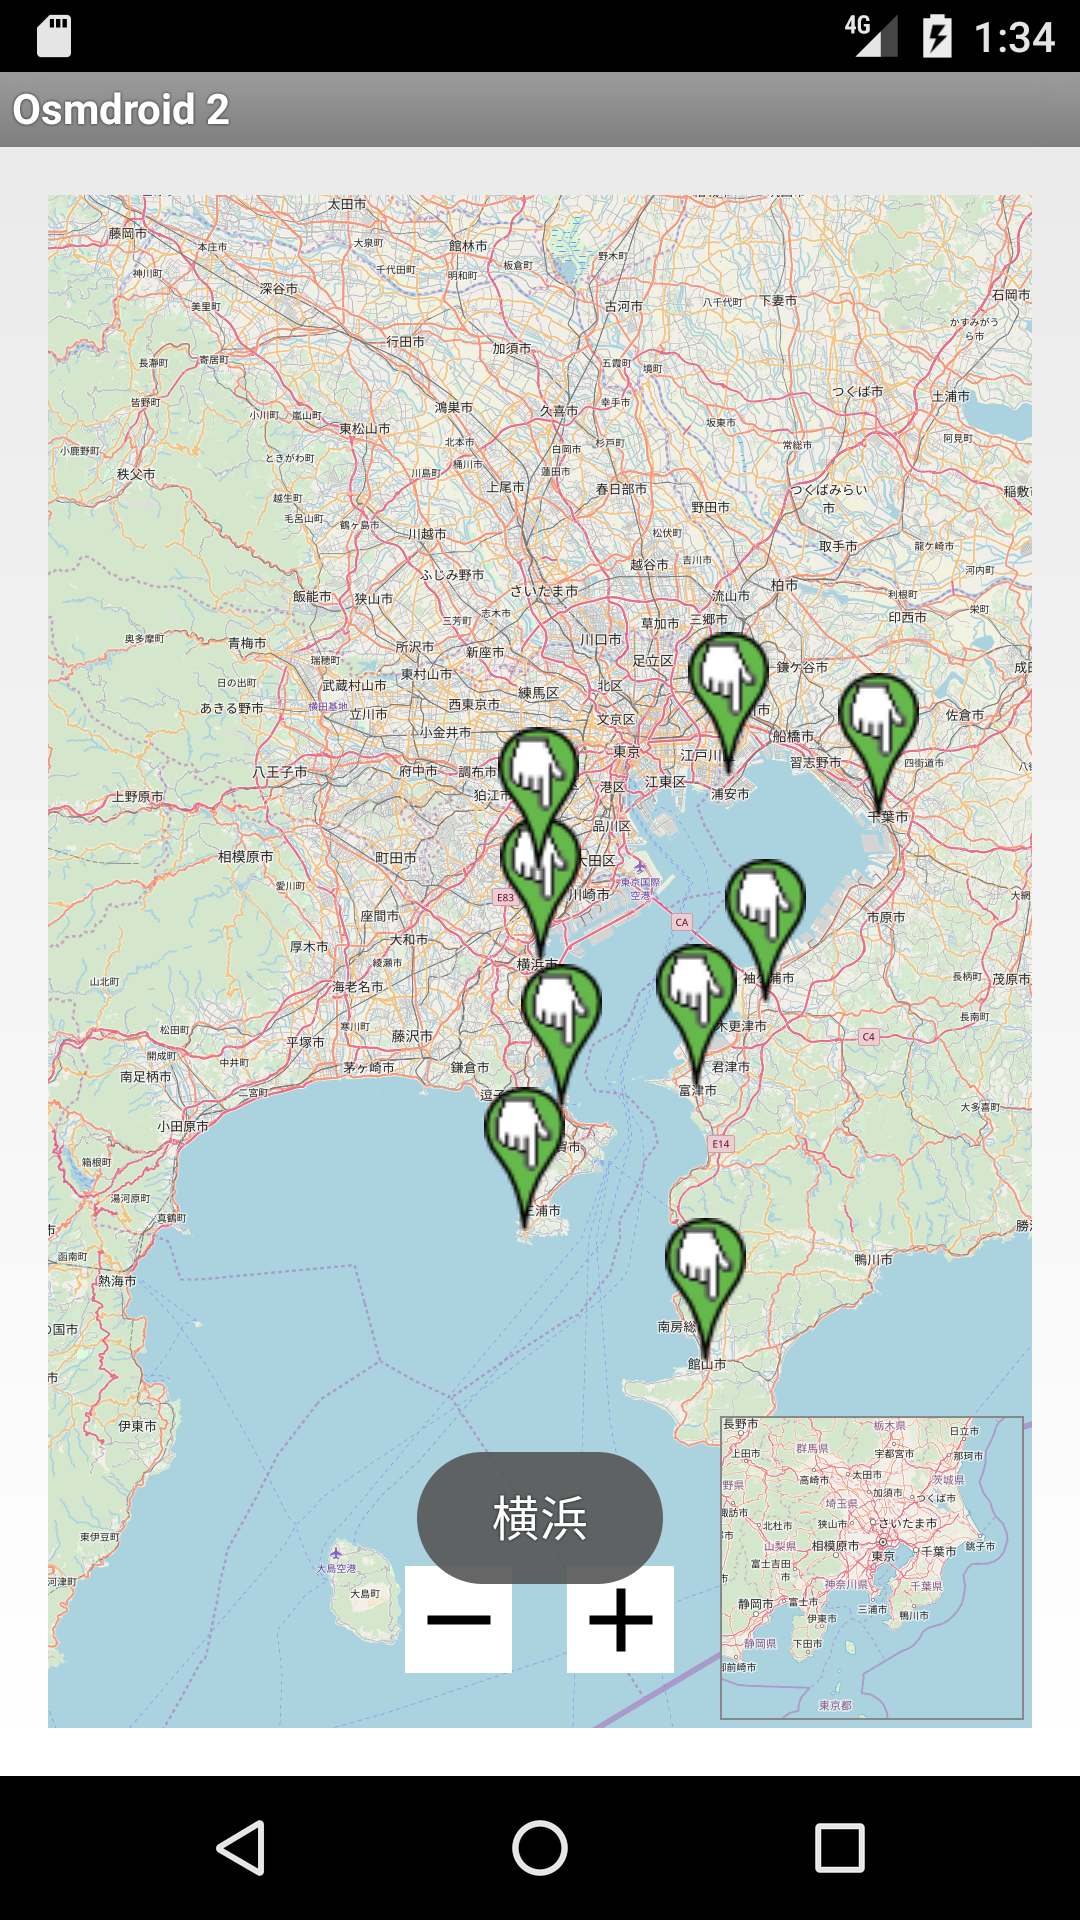 4G 1:34
Osmdroid 2
太田市
藤岡市
本庄市
大泉町
館林市
野木町
神川町
千代田町
明和町
板倉町
深谷市
美里町
古河市
八千代町
下妻市
石岡市
かすみがう
ら市
行田市
加須市
長瀞町
寄居町
五霞町
境町
皆野町
小川町
嵐山町
鴻巣市
久喜市
幸手市
つくば市
土浦市
東松山市
坂東市
小鹿野町
北本市
白岡市
杉戸町
常総市
阿見町
ときがわ町
桶川市
川島町
蓮田市
秩父市
上尾市
春日部市
つくばみらい
市
稲敷市
越生町
毛呂山町
鶴ヶ島市
川越市
野田市
松伏町
取手市
龍ケ崎市
越谷市
吉川市
河内町
ふじみ野市
さいたま市
柏市
飯能市
狭山市
流山市
利根町
栄町
志木市
三芳町
草加市
三郷市
印西市
奥多摩町
青梅市
所沢市
新座市
川口市
瑞穂町
東村山市
足立区
鎌ケ谷市
日の出町
武蔵村山市
練馬区
北区
あきる野市
横田基地
立川市
西東京市
文京区
市
佐倉市
小金井市
東京
江戸川
船橋市
八王子市
府中市
調布市
江東区
習志野市
四街道市
上野原市
狛江市
港区
浦安市
千葉市
品川区
相模原市
町田市
大田区
愛川町
東京国際
空港
E83
川崎市
座間市
CA
市原市
厚木市
大和市
綾瀬市
横浜市
袖ケ浦市
長柄町
茂原市
山北町
海老名市
松田町
寒川町
木更津市
長南町
開成町
中井町
平塚市
藤沢市
C4
南足柄市
茅ヶ崎市
鎌倉市
君津市
二宮町
富津市
大多喜町
小田原市
E14
箱根町
賀市
湯河原町
真鶴町
三浦市
函南町
鴨川市
熱海市
の国市
南房総
館山市
伊東市
東伊豆町
大島空港
大島町
河津町
横浜
長野市
栃木県
日立市
上田市
群馬県
宇都宮市
那珂市
高崎市
太田市
茨城県
野県
加須市
つくば市
諏訪市
埼玉県
北杜市
狭山市
さいたま市
山梨県
相模原市
東京
千葉市
銚子市
富士吉田
市
神奈川県
千葉県
静岡市
富士市
三浦市
鴨川市
伊東市
静岡県
下田市
御前崎市
東京都